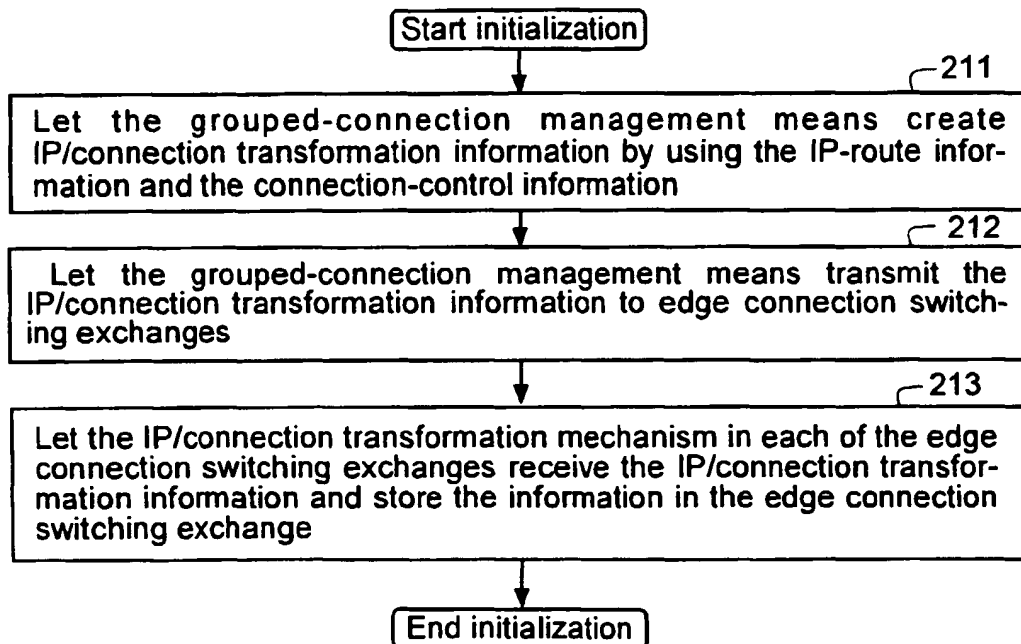 Start initialization
211
Let the grouped-connection management means create
IP/connection transformation information by using the IP-route infor-
mation and the connection-control information
212
Let the grouped-connection management means transmit the
IP/connection transformation information to edge connection switch-
ing exchanges
213
Let the IP/connection transformation mechanism in each of the edge
connection switching exchanges receive the IP/connection transfor-
mation information and store the information in the edge connection
switching exchange
End initialization